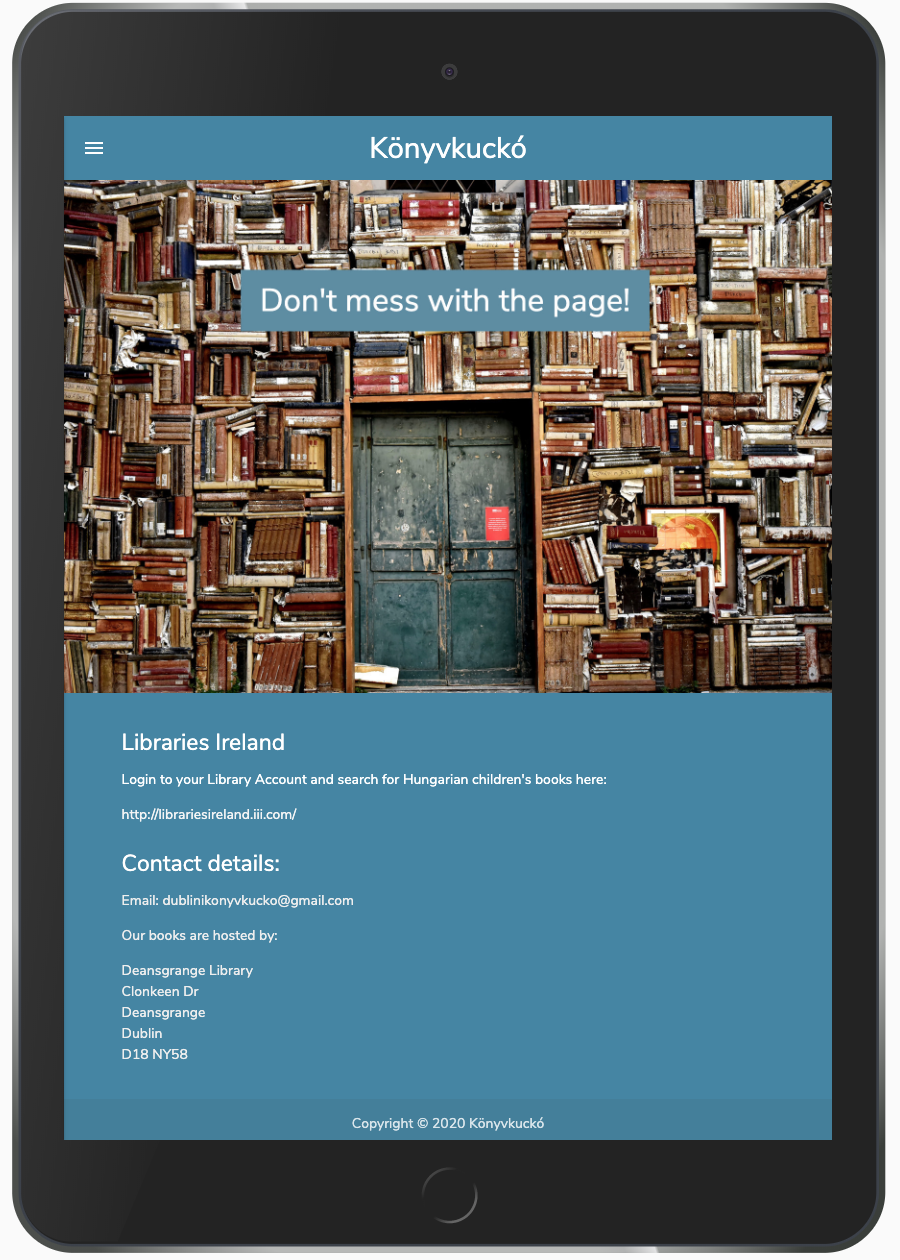 Könyvkuckó
Don't mess with the page!
Libraries Ireland
Login to your Library Account and search for Hungarian children's books here:
http://librariesireland.iii.com/
Contact details:
Email: dublinikonyvkucko@gmail.com
Our books are hosted by:
Deansgrange Library
Clonkeen Dr
Deansgrange
Dublin
D18 NY58
Copyright © 2020 Könyvkuckó